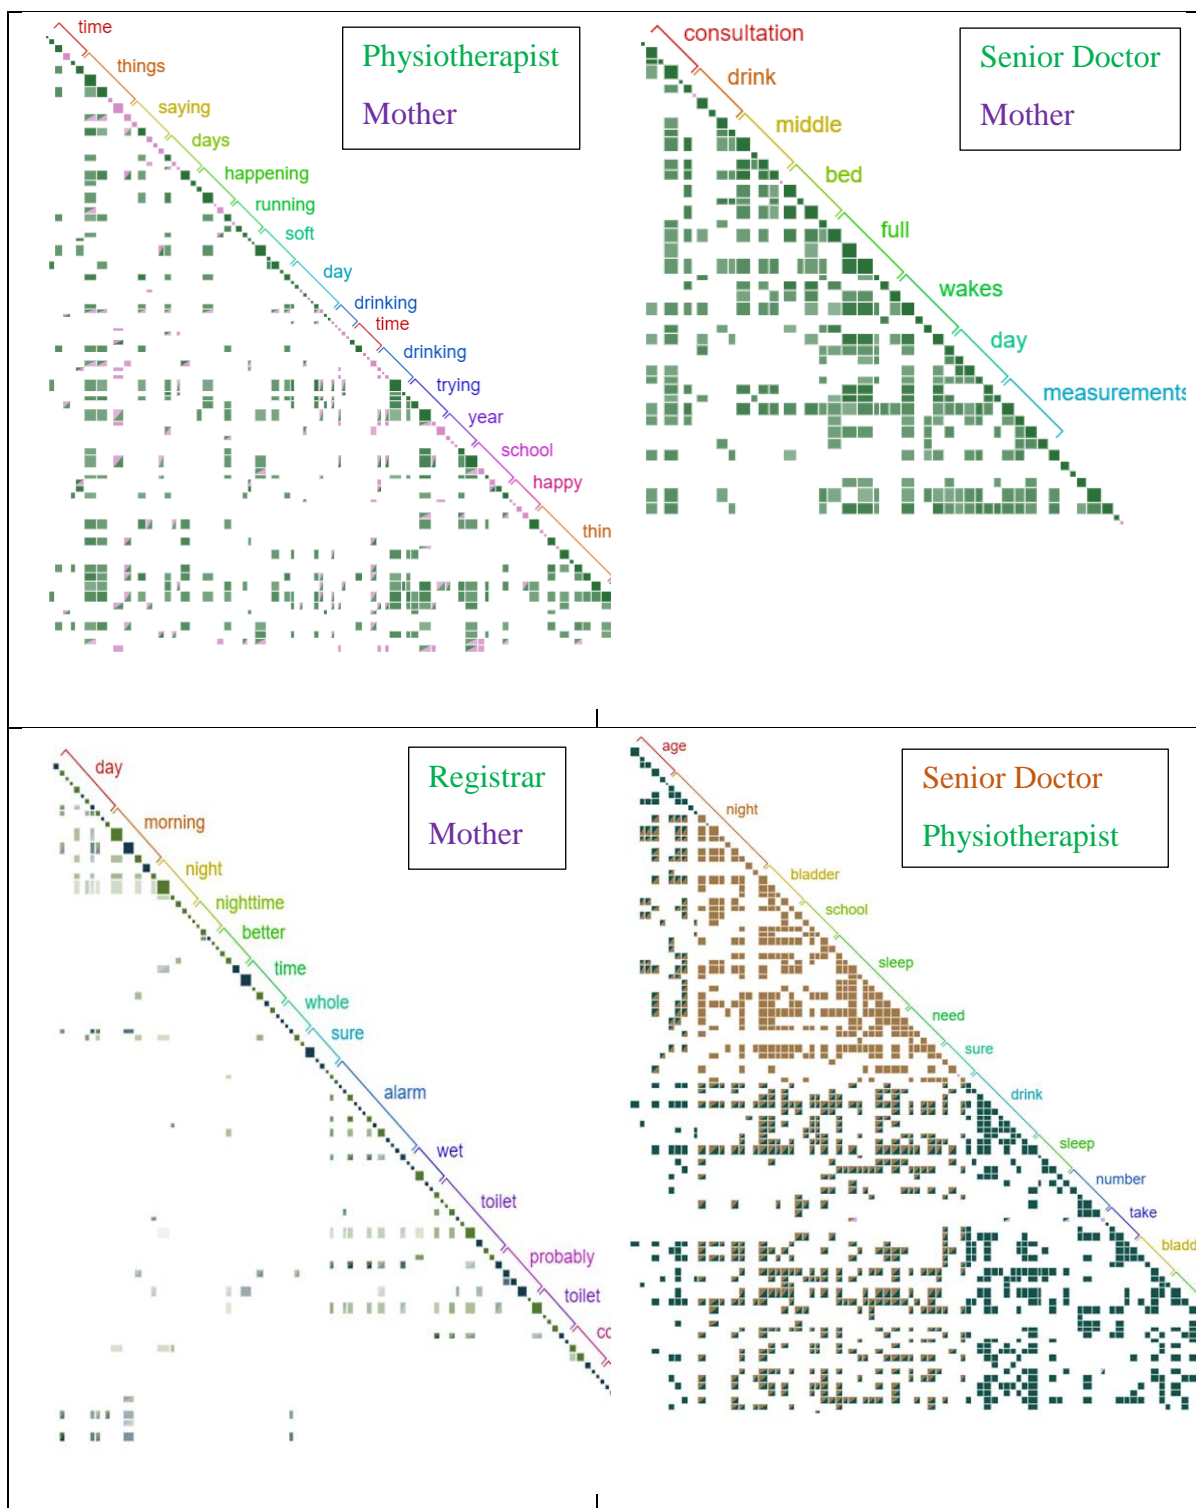 time
things
saying
days
happening
running
soft
day
drinking
time
drinking
trying
year
school
happy
thin
Physiotherapist
Mother
consultation
drink
middle
bed
full
wakes
day
measurements
Senior Doctor
Mother
day
morning
night
nighttime
better
time
whole
sure
alarm
wet
toilet
probably
toilet
cc
Registrar
Mother
age
night
bladder
school
sleep
need
sure
drink
sleep
number
take
bladd
Senior Doctor
Physiotherapist